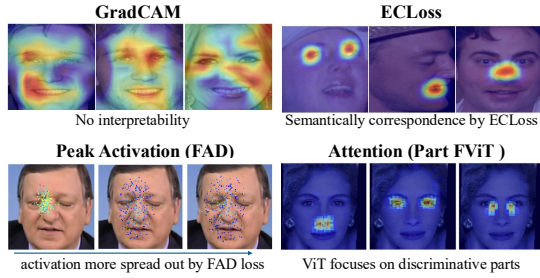 GradCAM
ECLoss
No interpretability
Semantically correspondence by ECLoss
Peak Activation (FAD)
Attention (Part FViT )
activation more spread out by FAD loss
ViT focuses on discriminative parts